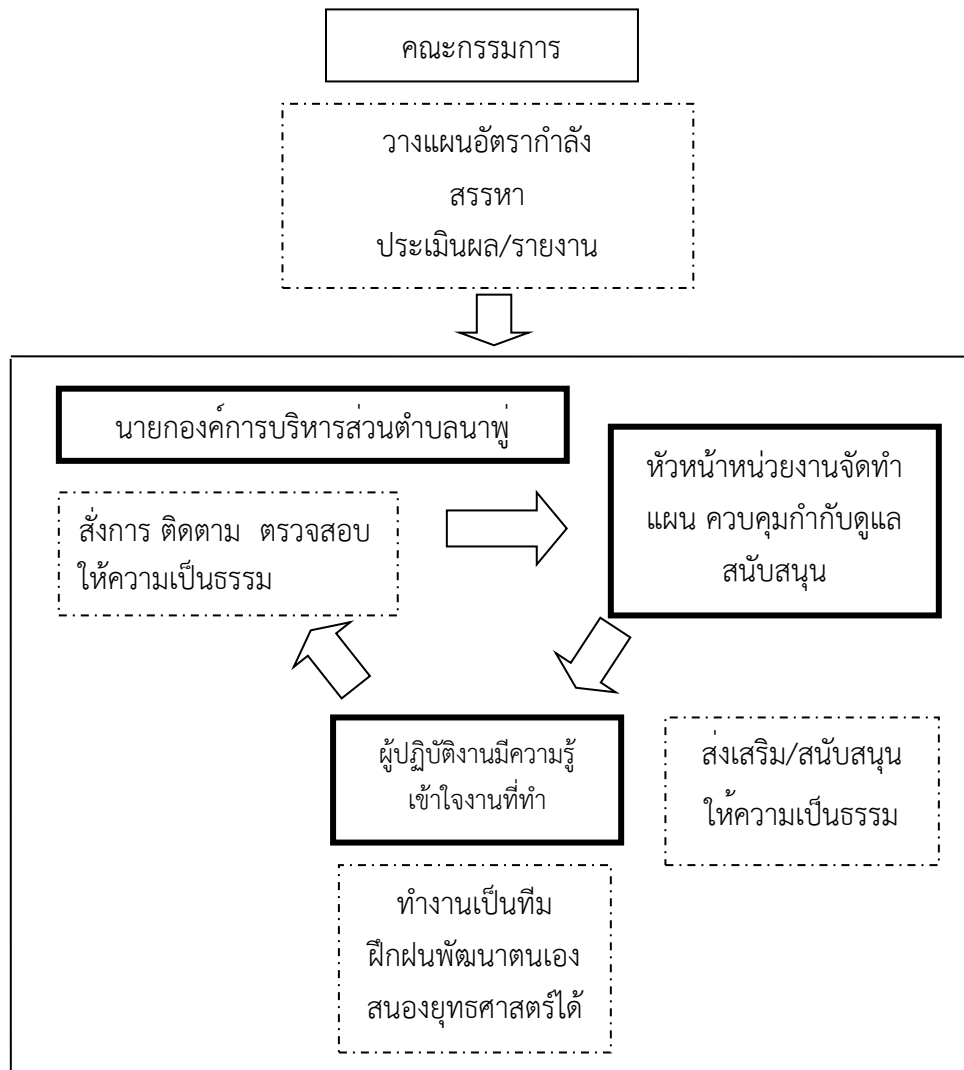 คณะกรรมการ
วางแผนอัตรากำลัง
สรรหา
ประเมินผล/รายงาน
นายกองค์การบริหารส่วนตำบลนาพู่
หัวหน้าหน่วยงานจัดทำ
แผน ควบคุมกำกับดูแล
สนับสนุน
สั่งการ ติดตาม ตรวจสอบ
ให้ความเป็นธรรม
ผู้ปฏิบัติงานมีความรู้
เข้าใจงานที่ทำ
ส่งเสริม/สนับสนุน
ให้ความเป็นธรรม
ทำงานเป็นทีม
ฝึกฝนพัฒนาตนเอง
สนองยุทธศาสตร์ได้